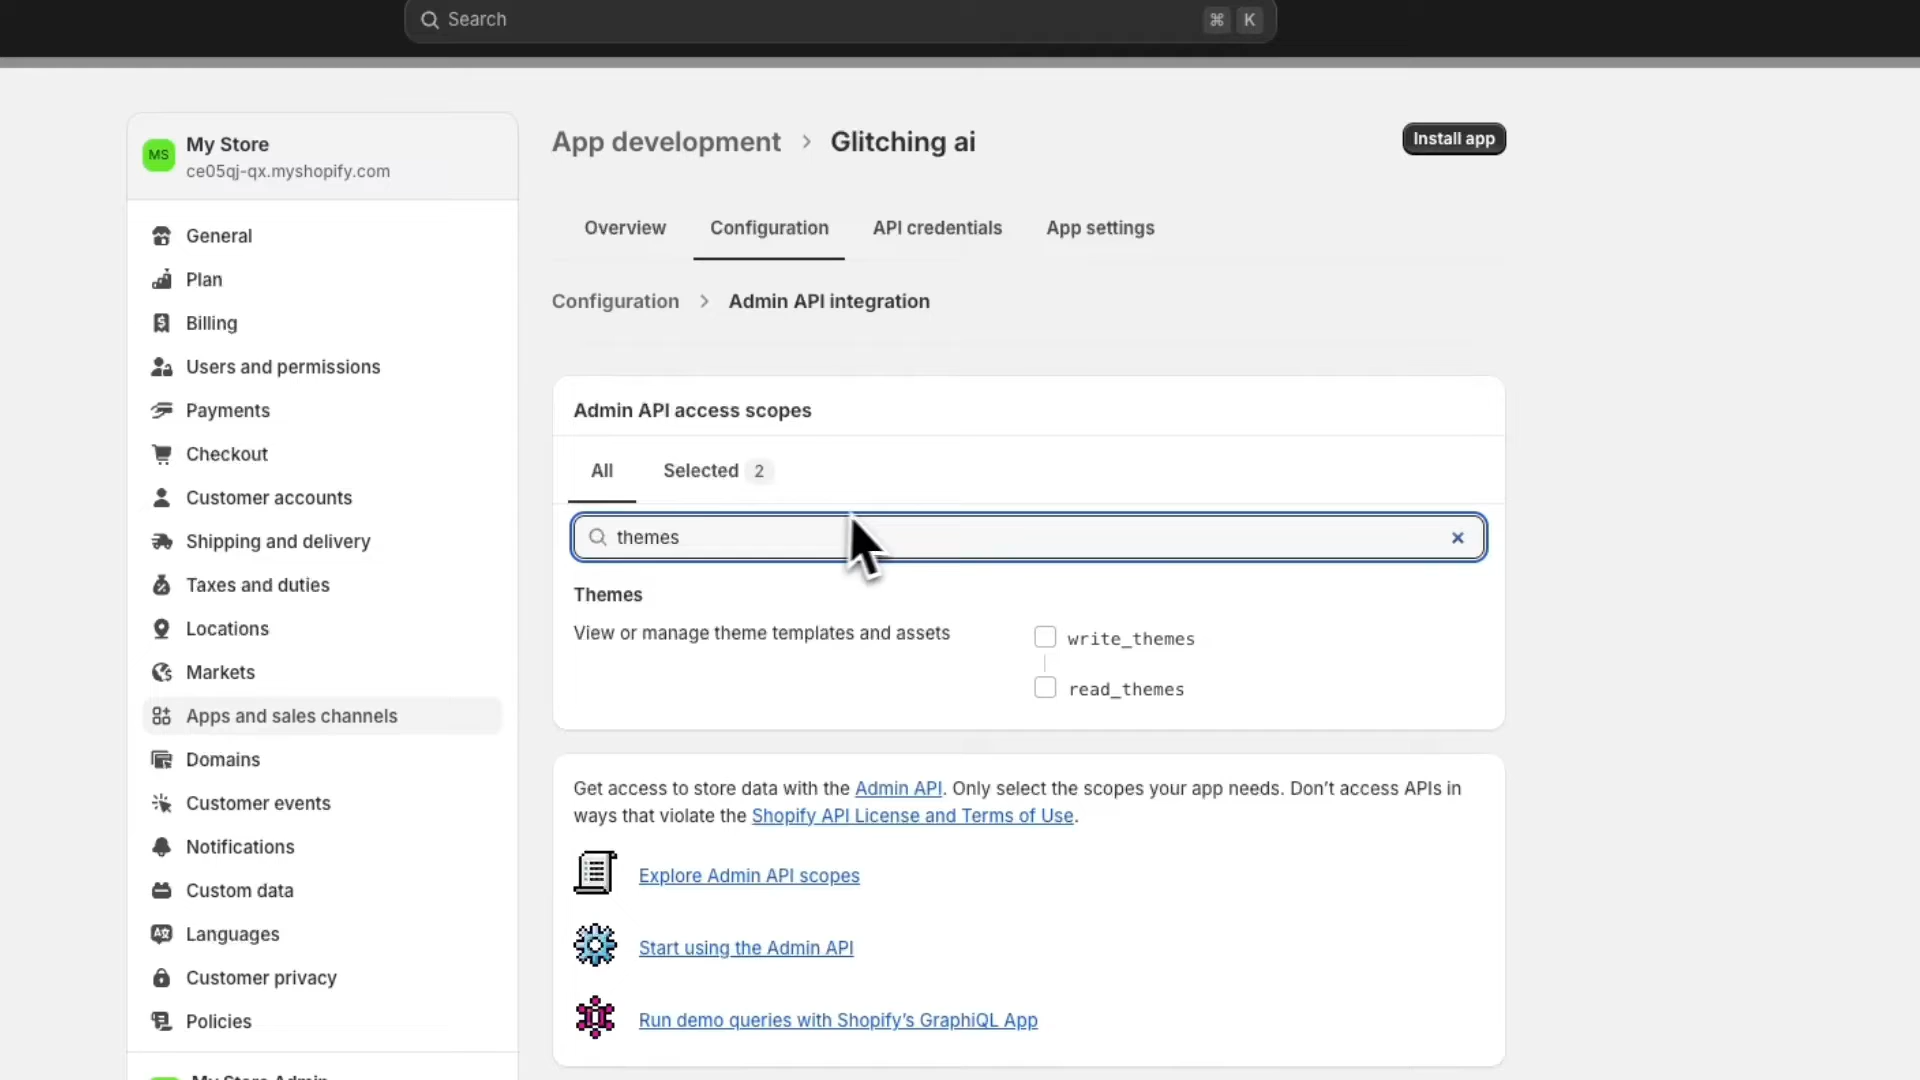 Search
⌘ K
MS
My Store
ce05qj-qx.myshopify.com
App development > Glitching ai
Install app
General
Plan
Billing
Users and permissions
Payments
Checkout
Customer accounts
Shipping and delivery
Taxes and duties
Locations
Markets
Apps and sales channels
Domains
Customer events
Notifications
Custom data
Languages
Customer privacy
Policies
My Store Admin
Overview
Configuration
API credentials
App settings
Configuration > Admin API integration
Admin API access scopes
All
Selected 2
themes
Themes
View or manage theme templates and assets
write_themes
read_themes
Get access to store data with the Admin API. Only select the scopes your app needs. Don’t access APIs in
ways that violate the Shopify API License and Terms of Use.
Explore Admin API scopes
Start using the Admin API
Run demo queries with Shopify’s GraphiQL App